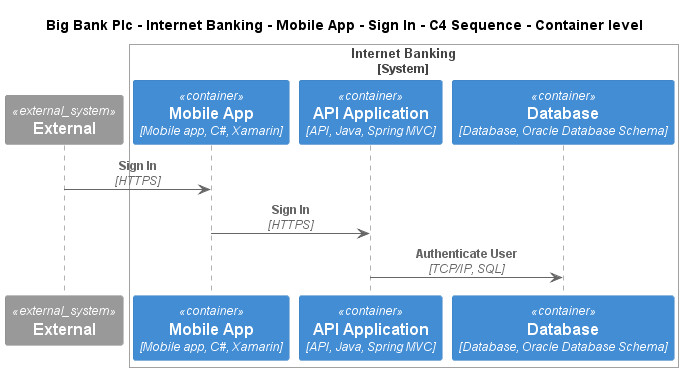 Big Bank Plc - Internet Banking - Mobile App - Sign In - C4 Sequence - Container level
Internet Banking
[System]
«external_system»
External
«container»
Mobile App
[Mobile app, C#, Xamarin]
«container»
API Application
[API, Java, Spring MVC]
«container»
Database
[Database, Oracle Database Schema]
Sign In
[HTTPS]
Sign In
[HTTPS]
Authenticate User
[TCP/IP, SQL]
«external_system»
External
«container»
Mobile App
[Mobile app, C#, Xamarin]
«container»
API Application
[API, Java, Spring MVC]
«container»
Database
[Database, Oracle Database Schema]